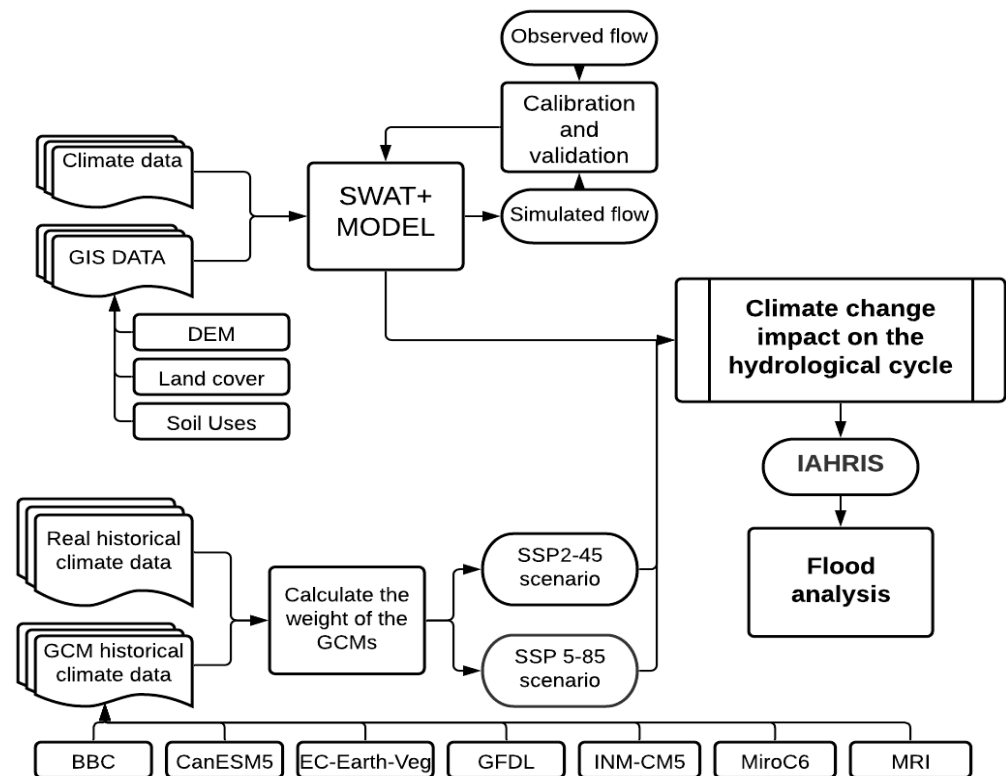 Observed flow
Calibration
and
validation
Climate data
SWAT+
MODEL
Simulated flow
GIS DATA
DEM
Land cover
Soil Uses
Climate change
impact on the
hydrological cycle
IAHRIS
Flood
analysis
Real historical
climate data
GCM historical
climate data
Calculate the
weight of the
GCMs
SSP2-45
scenario
SSP 5-85
scenario
BBC
CanESM5
EC-Earth-Veg
GFDL
INM-CM5
MiroC6
MRI